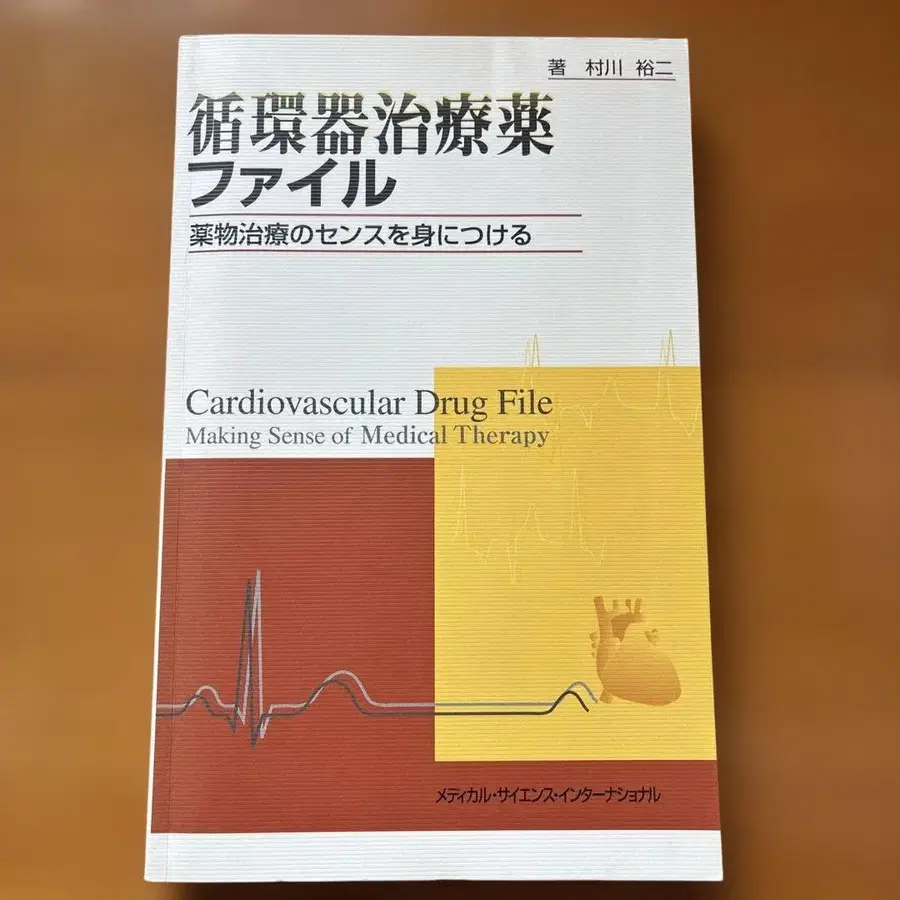 著 村川 裕二
循環器治療薬
ファイル
薬物治療のセンスを身につける
Cardiovascular Drug File
Making Sense of Medical Therapy
メディカル・サイエンス・インターナショナル